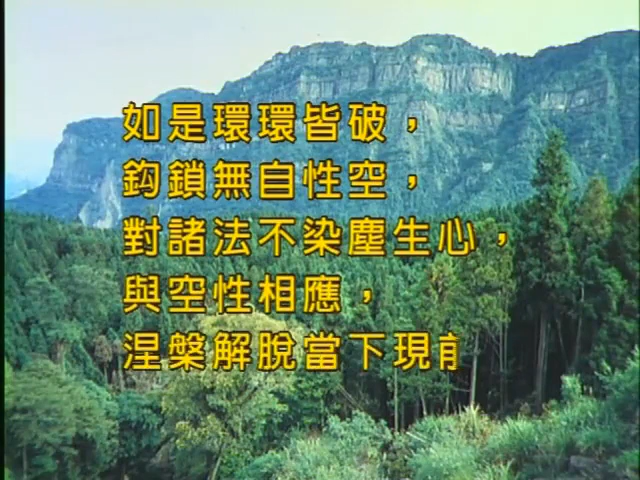 如是環環皆破，
鈎鎖無自性空，
對諸法不染塵生心，
與空性相應，
涅槃解脫當下現